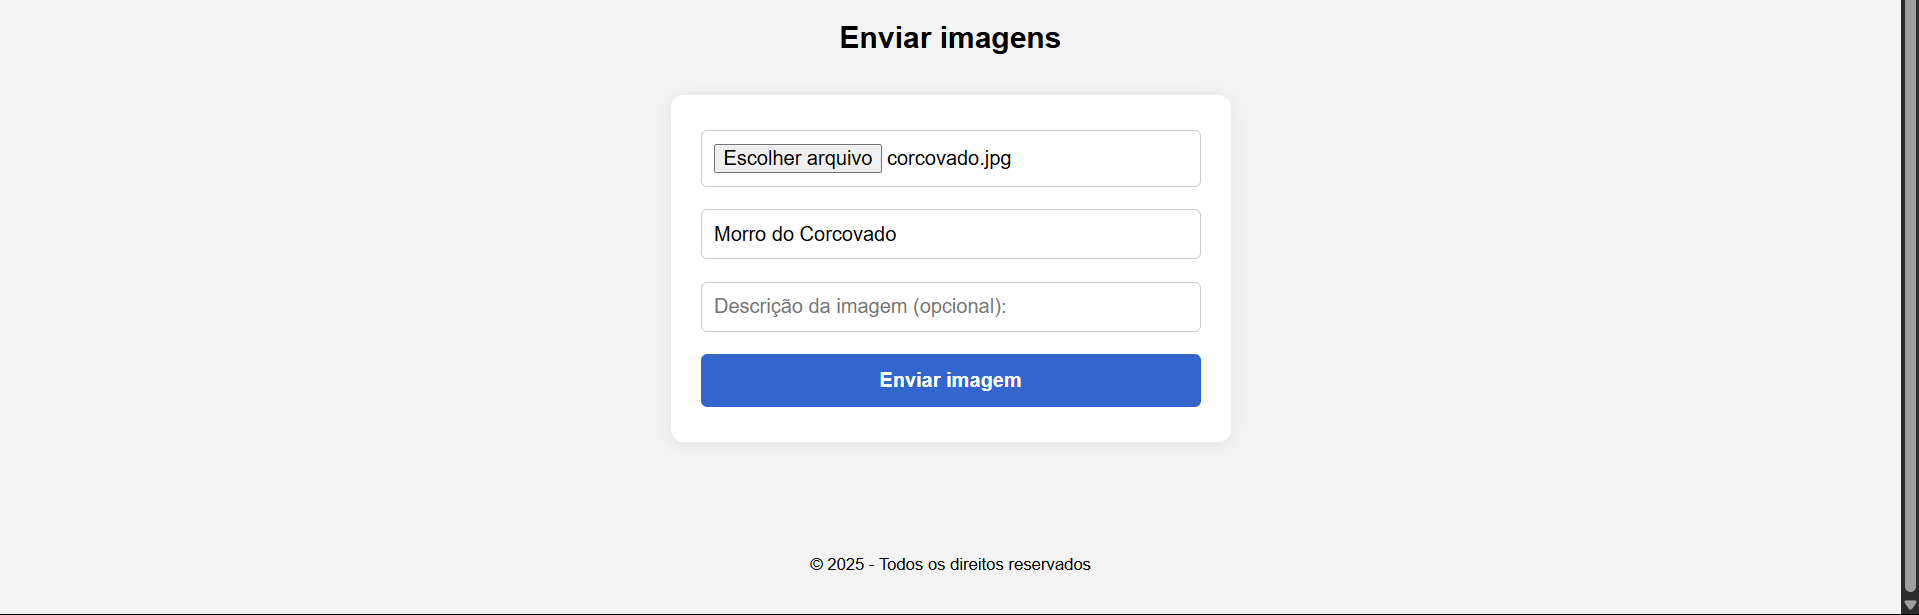 Enviar imagens
Escolher arquivo corcovado.jpg
Morro do Corcovado
Descrição da imagem (opcional):
Enviar imagem
© 2025 - Todos os direitos reservados